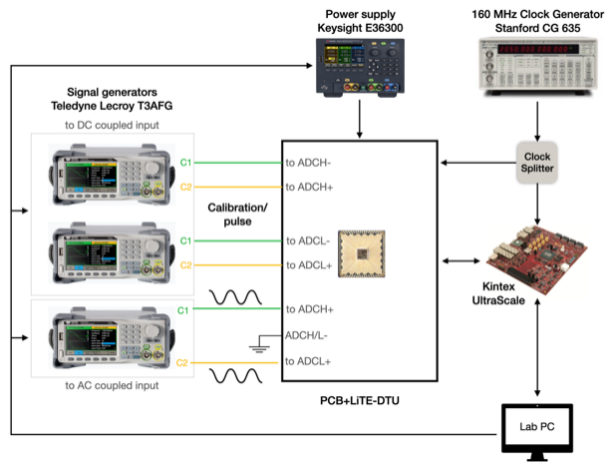 Power supply
Keysight E36300
160 MHz Clock Generator
Stanford CG 635
Signal generators
Teledyne Lecroy T3AFG
to DC coupled input
C1
to ADCH-
C2
to ADCH+
Clock
Splitter
Calibration/
pulse
C1
to ADCL-
C2
to ADCL+
Kintex
UltraScale
C1
to ADCH+
ADCH/L-
C2
to ADCL+
to AC coupled input
PCB+LiTE-DTU
Lab PC